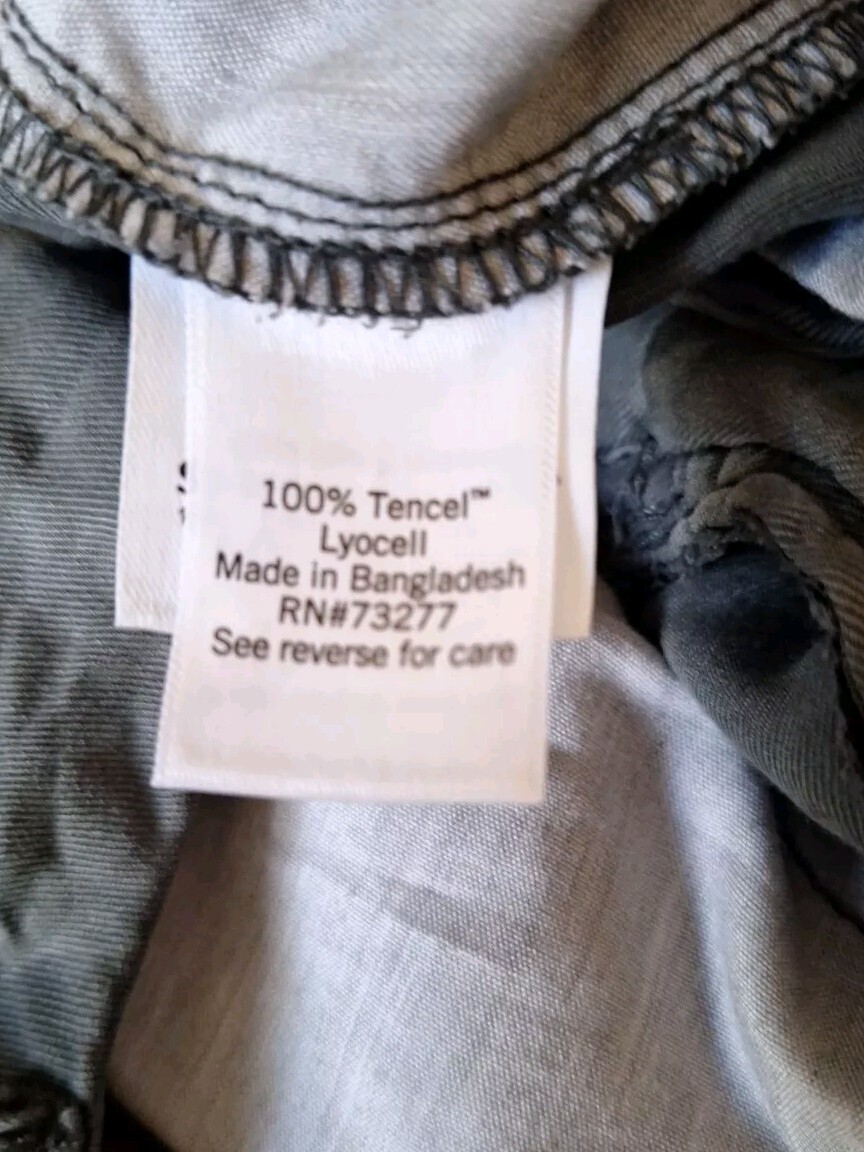 100% Tencel™
Lyocell
Made in Bangladesh
RN#73277
See reverse for care